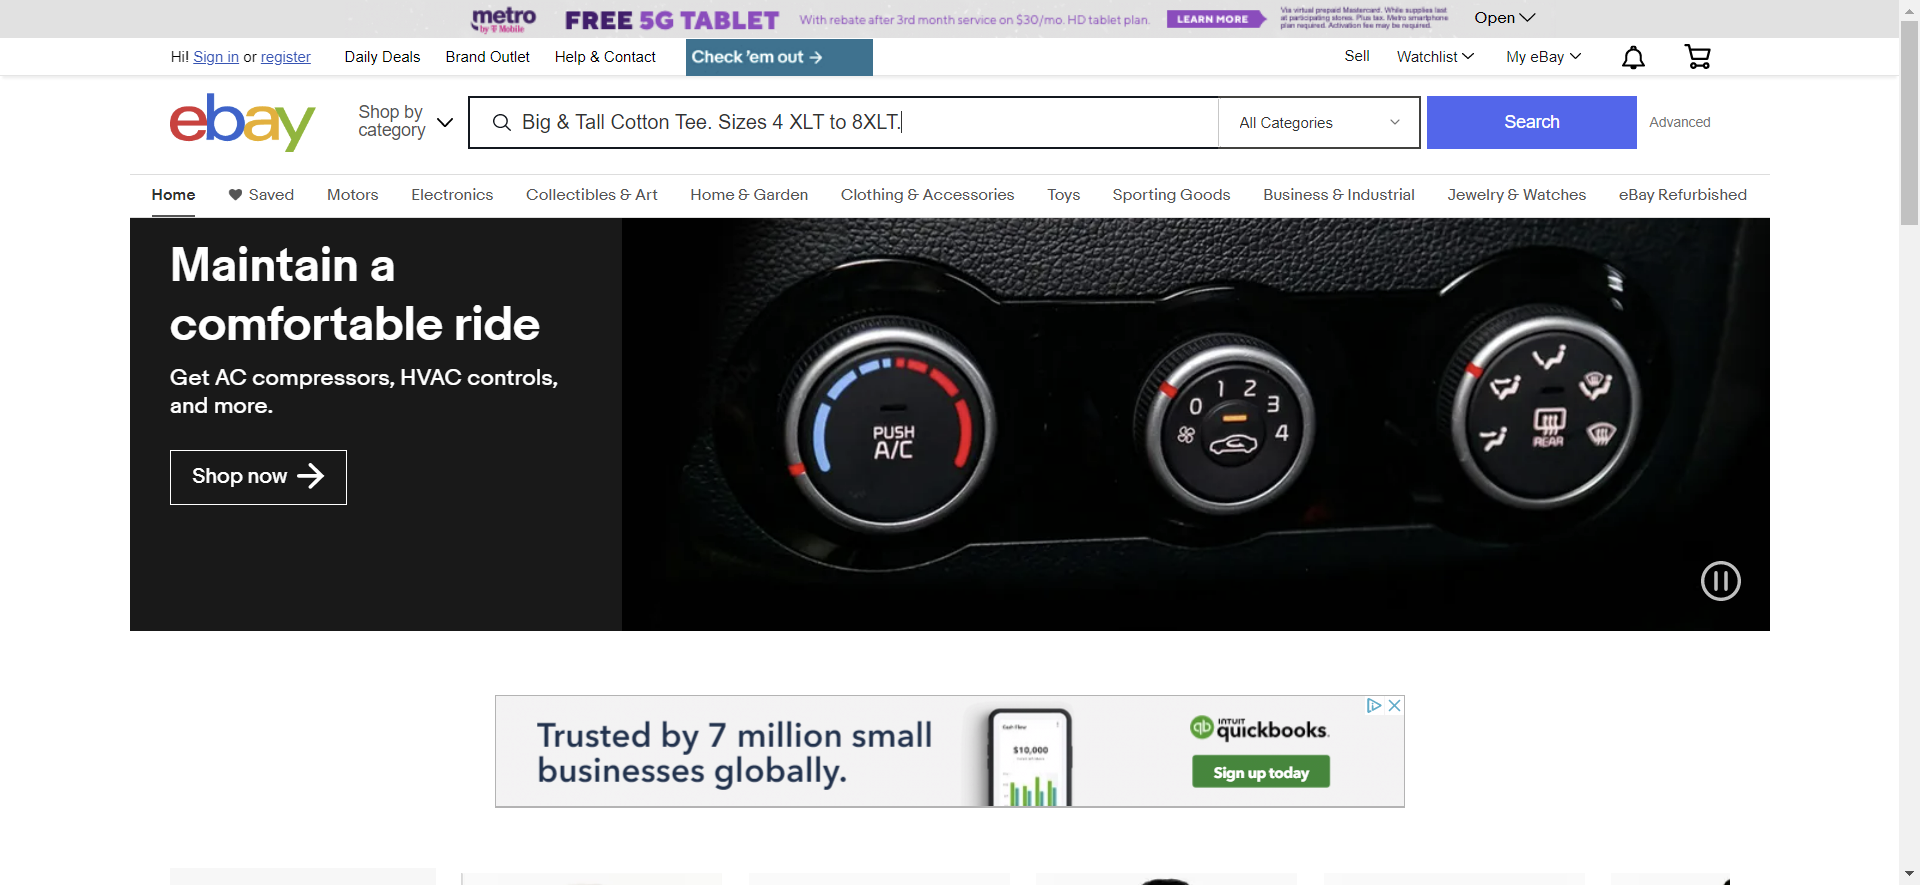 metro
by T Mobile
FREE 5G TABLET
With rebate after 3rd month service on $30/mo. HD tablet plan.
LEARN MORE
Via virtual prepaid Mastercard. While supplies last
at participating stores. Plus tax. Metro smartphone
plan required. Activation fee may be required.
Open
Hi! Sign in or register
Daily Deals
Brand Outlet
Help & Contact
Check 'em out →
Sell
Watchlist
My eBay
ebay
Shop by
category
Big & Tall Cotton Tee. Sizes 4 XLT to 8XLT.
All Categories
Search
Advanced
Home
Saved
Motors
Electronics
Collectibles & Art
Home & Garden
Clothing & Accessories
Toys
Sporting Goods
Business & Industrial
Jewelry & Watches
eBay Refurbished
Maintain a
comfortable ride
Get AC compressors, HVAC controls,
and more.
Shop now →
PUSH
A/C
0 1 2 3 4
REAR
Trusted by 7 million small
businesses globally.
Cash Flow
$10,000
qb INTUIT
quickbooks.
Sign up today